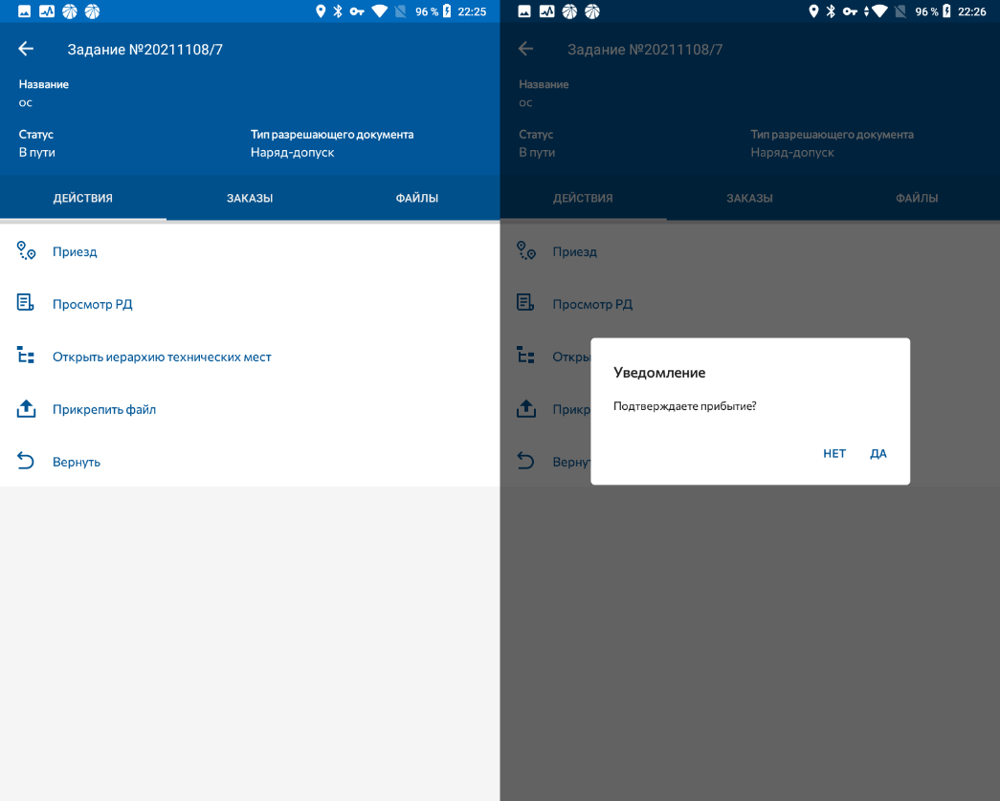 96 % 22:25
Задание №20211108/7
Название
ос
Статус
Тип разрешающего документа
В пути
Наряд-допуск
ДЕЙСТВИЯ
ЗАКАЗЫ
ФАЙЛЫ
Приезд
Просмотр РД
Открыть иерархию технических мест
Прикрепить файл
Вернуть
96 % 22:26
Задание №20211108/7
Название
ос
Статус
Тип разрешающего документа
В пути
Наряд-допуск
ДЕЙСТВИЯ
ЗАКАЗЫ
ФАЙЛЫ
Приезд
Просмотр РД
Откры
Прикр
Верну
Уведомление
Подтверждаете прибытие?
НЕТ
ДА